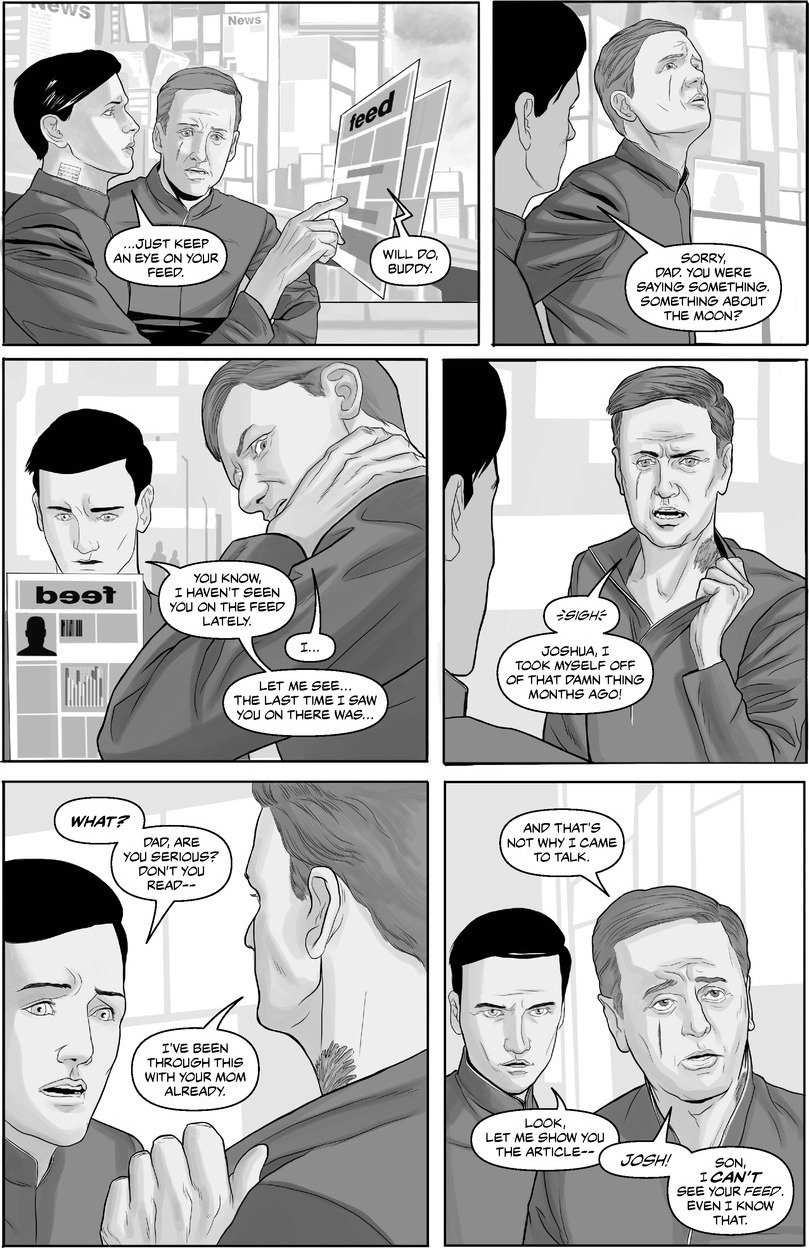 News
News
feed
...JUST KEEP
AN EYE ON YOUR
FEED.
WILL DO,
BUDDY.
SORRY,
DAD. YOU WERE
SAYING SOMETHING.
SOMETHING ABOUT
THE MOON?
feed
YOU KNOW,
I HAVEN'T SEEN
YOU ON THE FEED
LATELY.
I...
LET ME SEE...
THE LAST TIME I SAW
YOU ON THERE WAS...
-SIGH-
JOSHUA, I
TOOK MYSELF OFF
OF THAT DAMN THING
MONTHS AGO!
WHAT?
DAD, ARE
YOU SERIOUS?
DON'T YOU
READ--
I'VE BEEN
THROUGH THIS
WITH YOUR MOM
ALREADY.
AND THAT'S
NOT WHY I CAME
TO TALK.
LOOK,
LET ME SHOW YOU
THE ARTICLE--
JOSH!
SON,
I CAN'T
SEE YOUR FEED.
EVEN I KNOW
THAT.